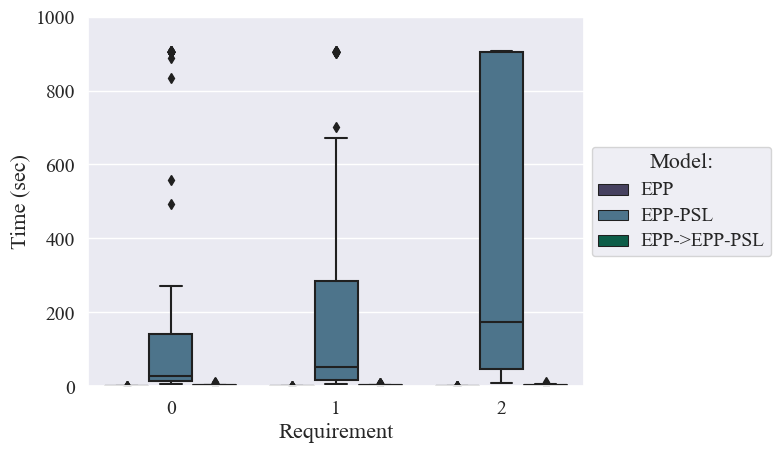 1000
800
600
400
200
0
Time (sec)
0 1 2
Requirement
Model:
EPP
EPP-PSL
EPP->EPP-PSL